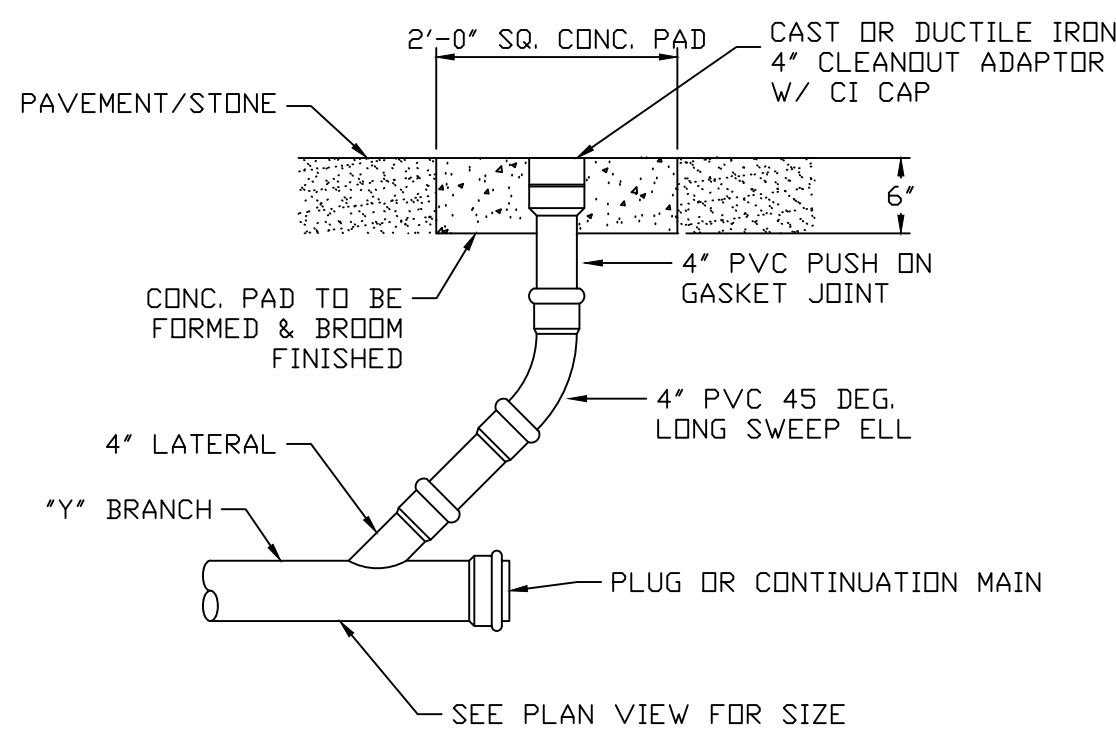 2'-0" SQ. CONC. PAD
CAST OR DUCTILE IRON
4" CLEANOUT ADAPTOR
W/ CI CAP
PAVEMENT/STONE
6"
4" PVC PUSH ON
GASKET JOINT
CONC. PAD TO BE
FORMED & BROOM
FINISHED
4" PVC 45 DEG.
LONG SWEEP ELL
4" LATERAL
"Y" BRANCH
PLUG OR CONTINUATION MAIN
SEE PLAN VIEW FOR SIZE